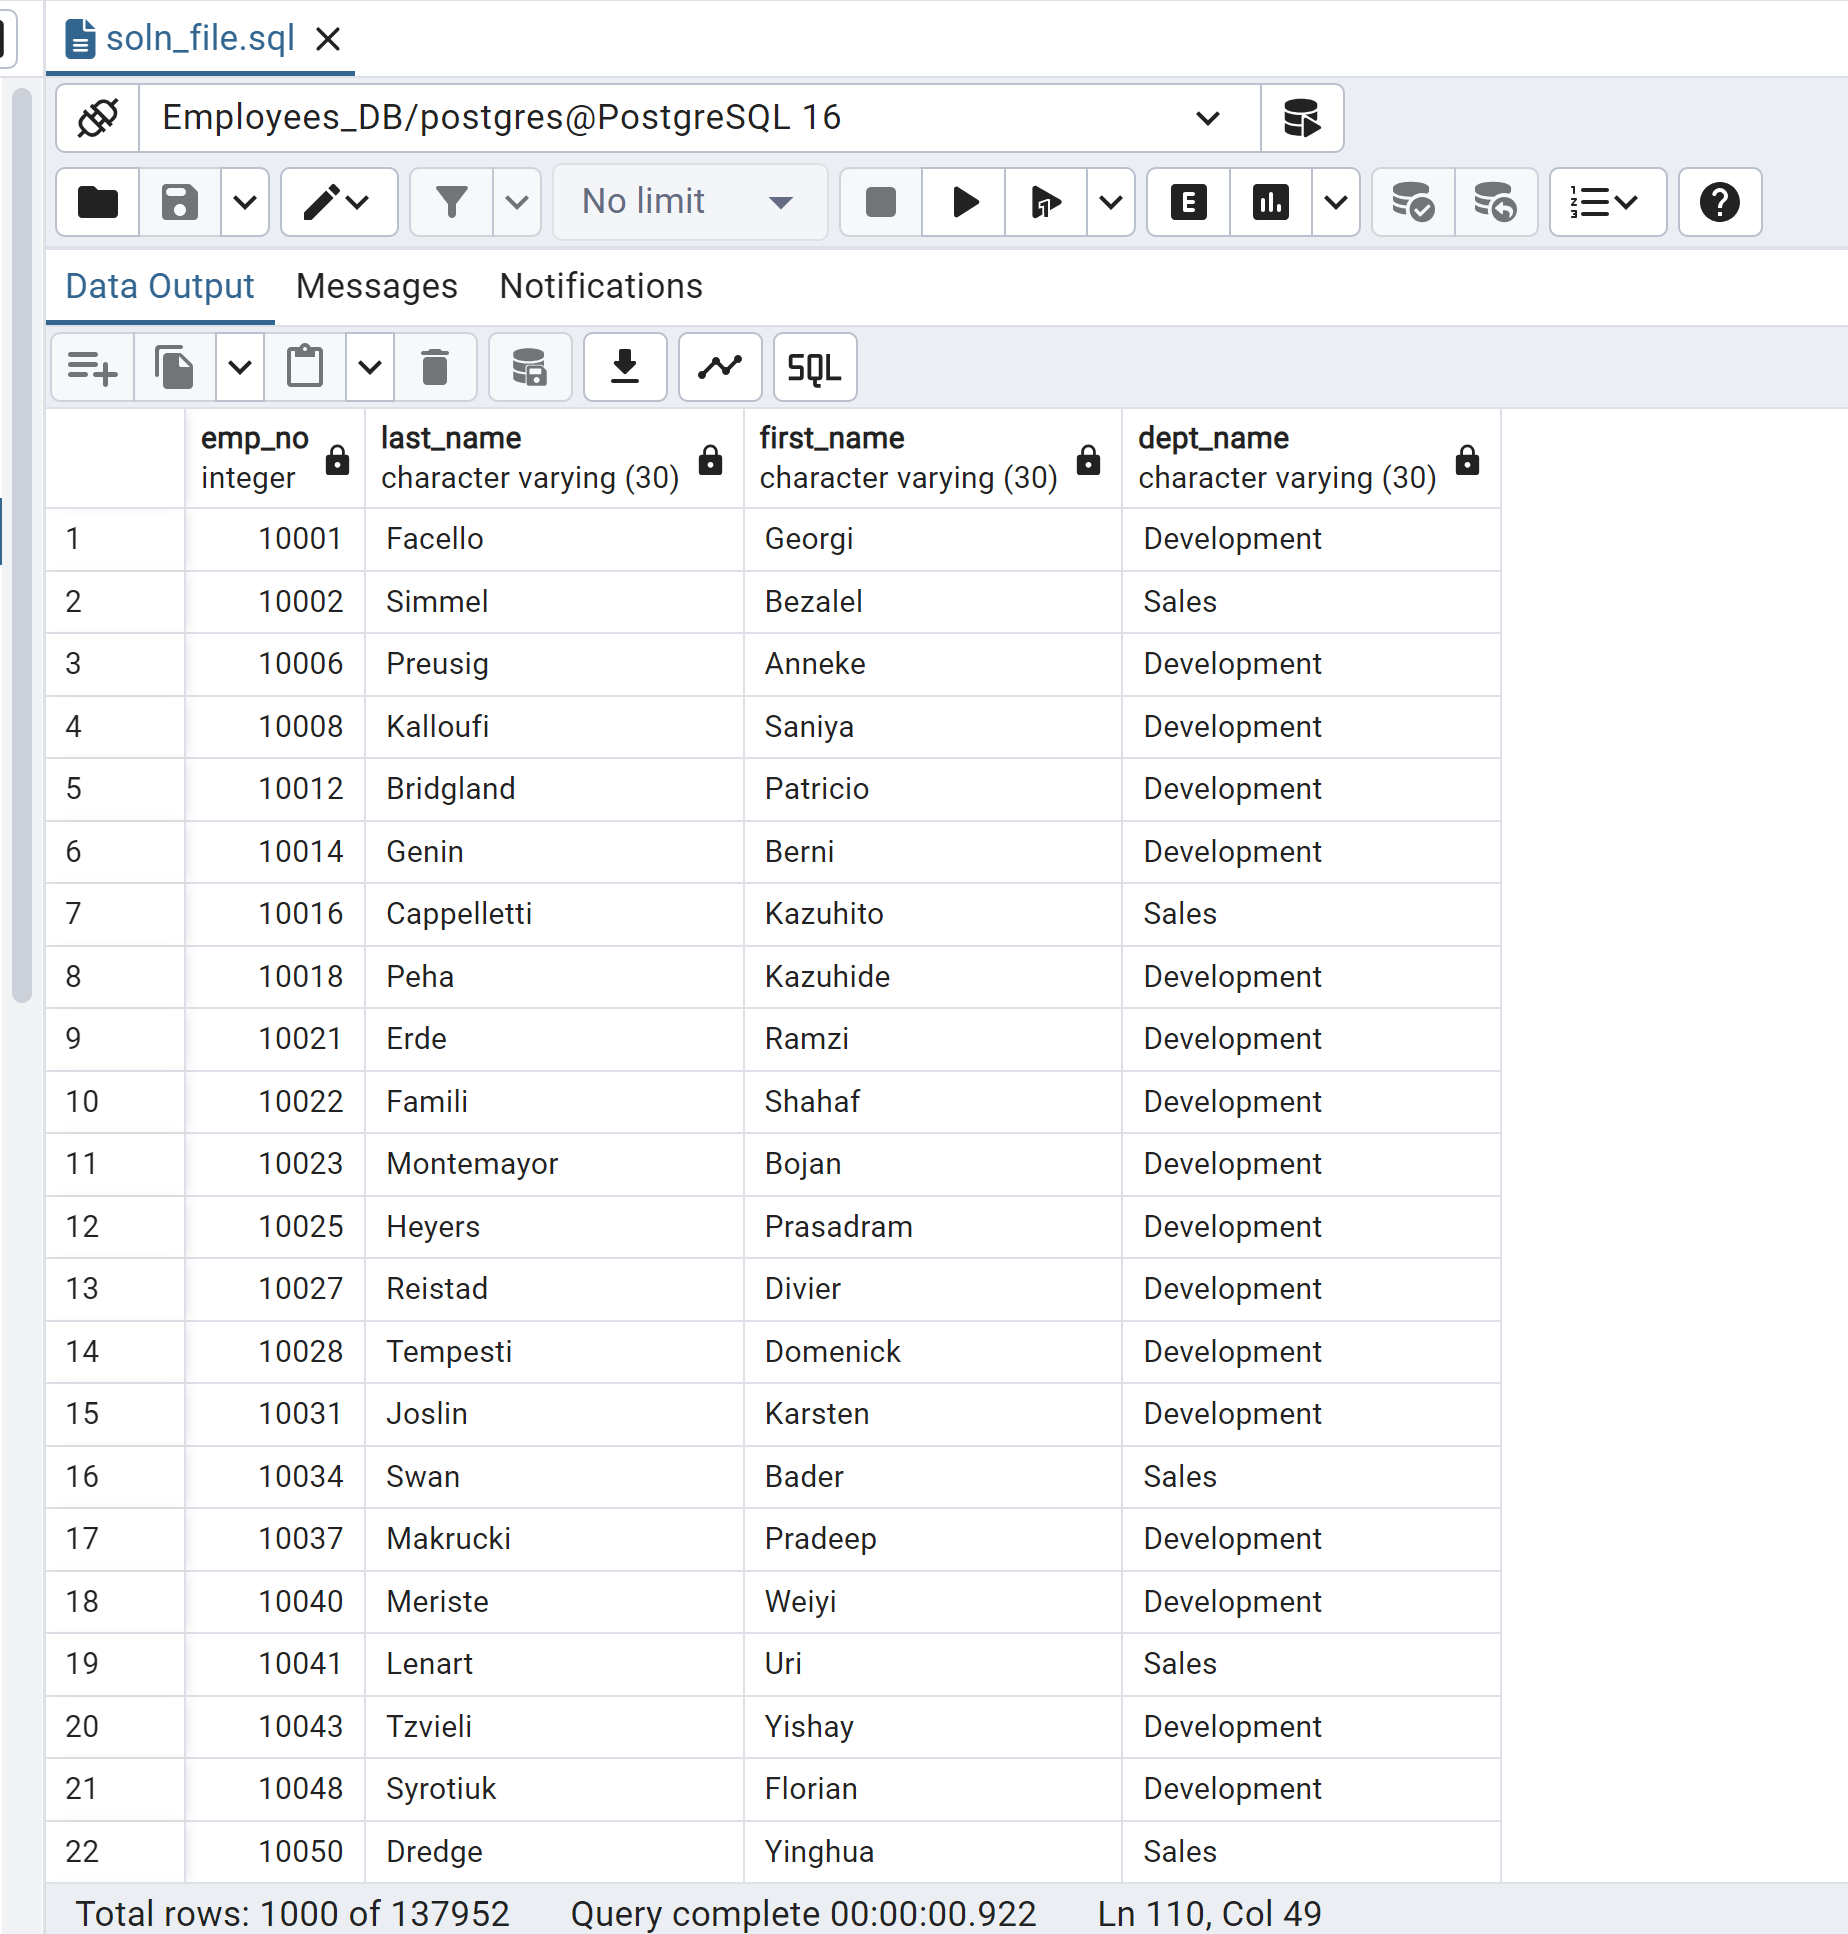 soln_file.sql
Employees_DB/postgres@PostgreSQL 16
No limit
Data Output Messages Notifications
SQL
emp_no last_name first_name dept_name
integer character varying (30) character varying (30) character varying (30)
1 10001 Facello Georgi Development
2 10002 Simmel Bezalel Sales
3 10006 Preusig Anneke Development
4 10008 Kalloufi Saniya Development
5 10012 Bridgland Patricio Development
6 10014 Genin Berni Development
7 10016 Cappelletti Kazuhito Sales
8 10018 Peha Kazuhide Development
9 10021 Erde Ramzi Development
10 10022 Famili Shahaf Development
11 10023 Montemayor Bojan Development
12 10025 Heyers Prasadram Development
13 10027 Reistad Divier Development
14 10028 Tempesti Domenick Development
15 10031 Joslin Karsten Development
16 10034 Swan Bader Sales
17 10037 Makrucki Pradeep Development
18 10040 Meriste Weiyi Development
19 10041 Lenart Uri Sales
20 10043 Tzvieli Yishay Development
21 10048 Syrotiuk Florian Development
22 10050 Dredge Yinghua Sales
Total rows: 1000 of 137952 Query complete 00:00:00.922 Ln 110, Col 49